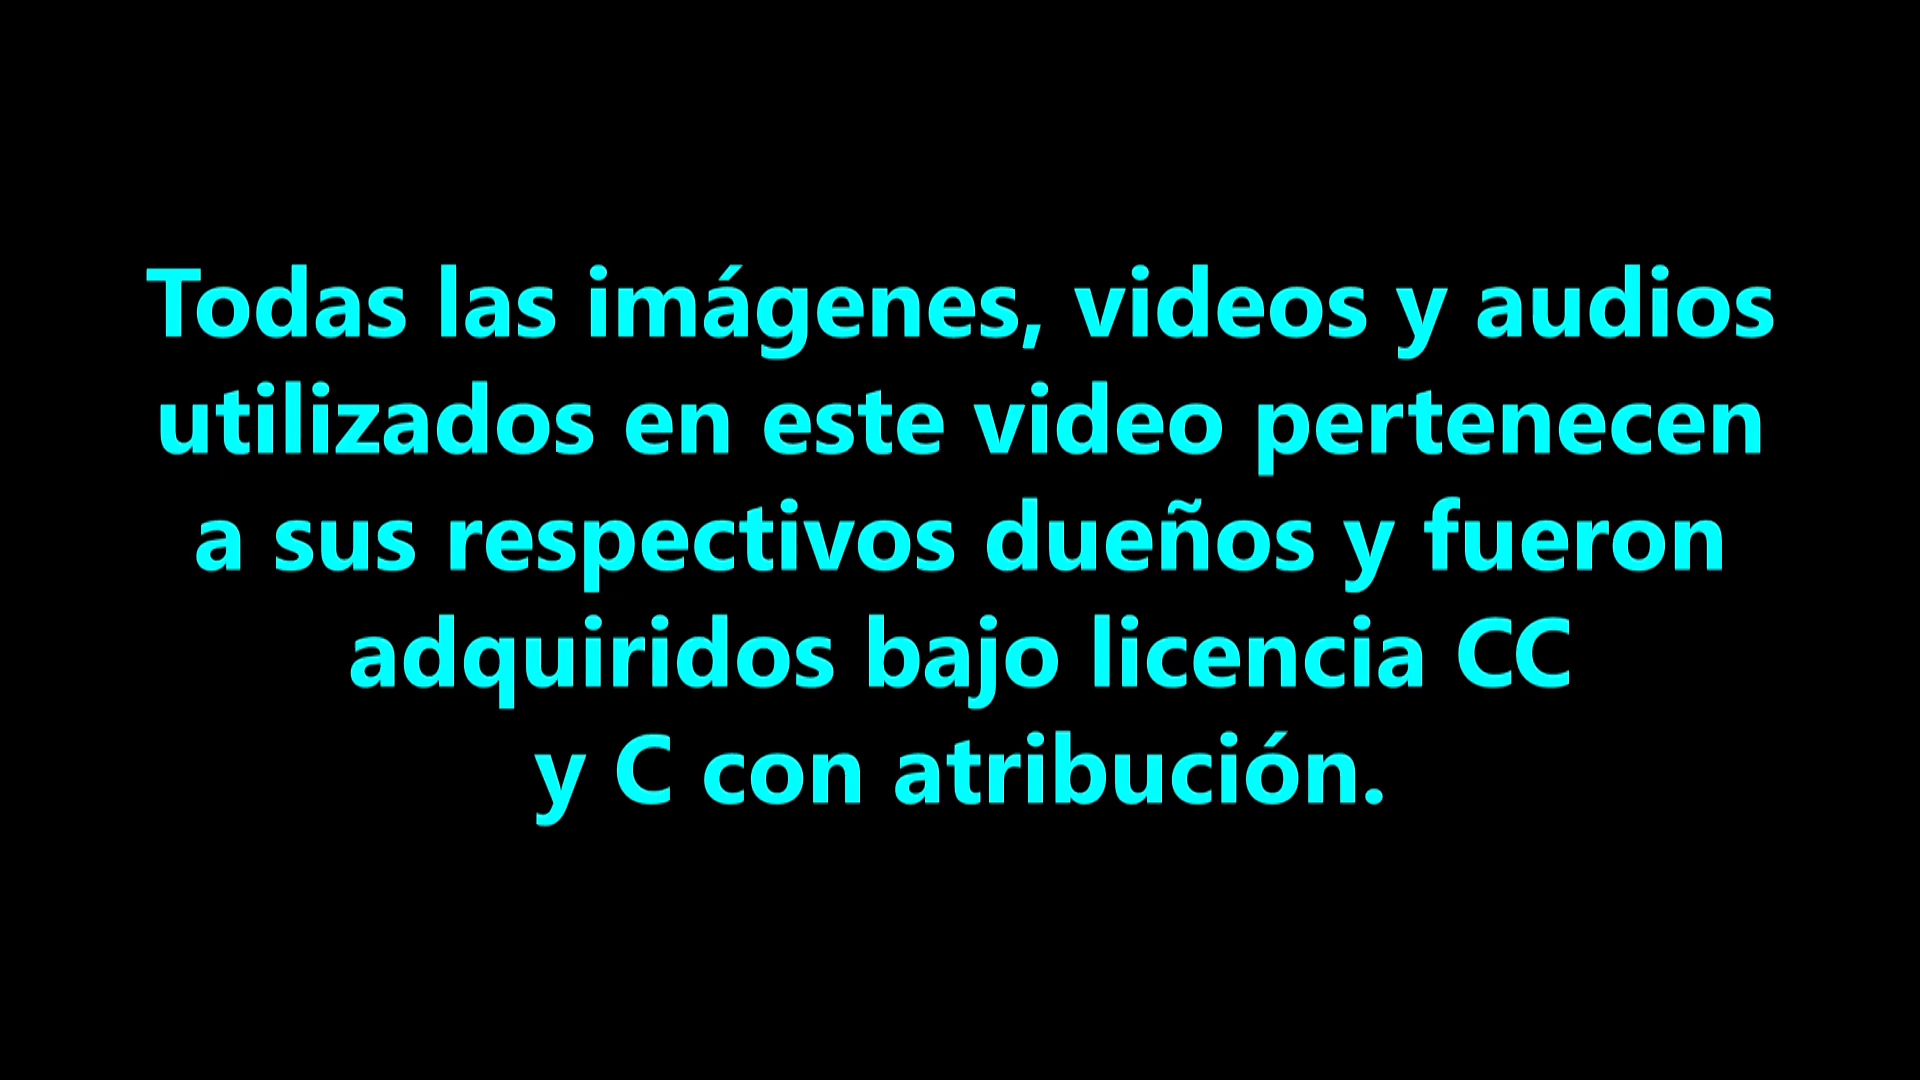 Todas las imágenes, videos y audios
utilizados en este video pertenecen
a sus respectivos dueños y fueron
adquiridos bajo licencia CC
y C con atribución.